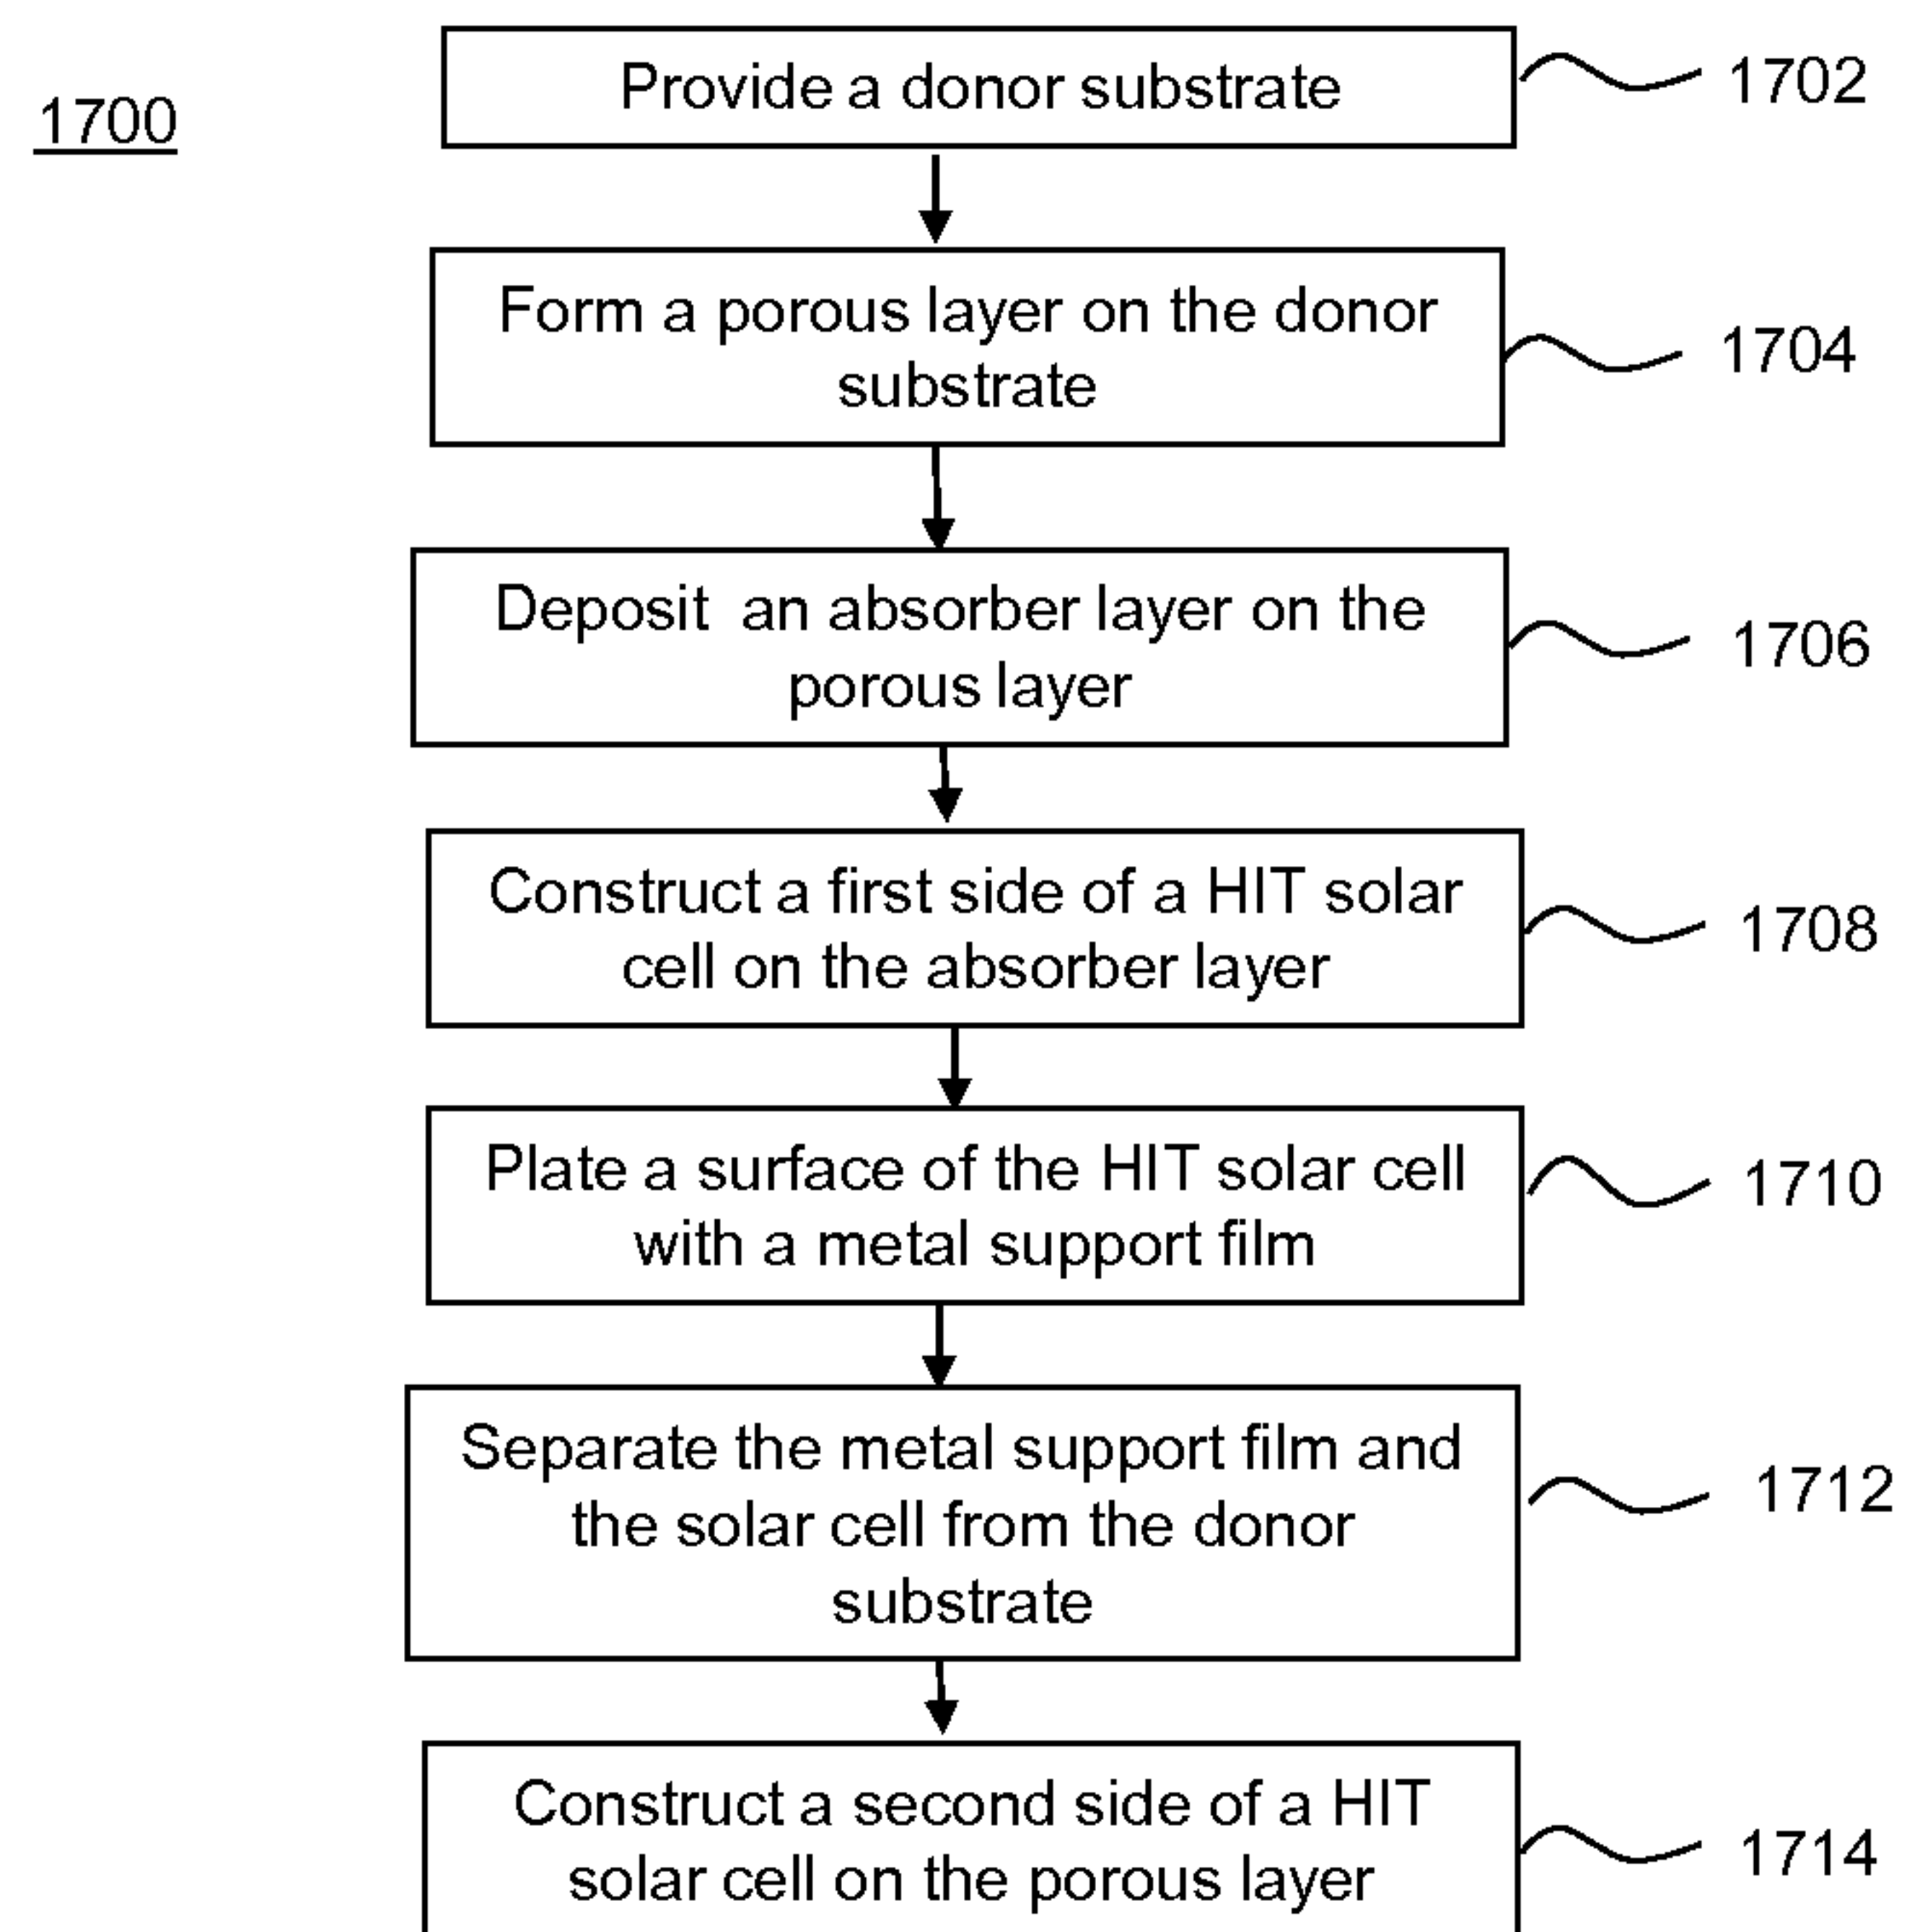 1700
Provide a donor substrate
1702
Form a porous layer on the donor
substrate
1704
Deposit an absorber layer on the
porous layer
1706
Construct a first side of a HIT solar
cell on the absorber layer
1708
Plate a surface of the HIT solar cell
with a metal support film
1710
Separate the metal support film and
the solar cell from the donor
substrate
1712
Construct a second side of a HIT
solar cell on the porous layer
1714